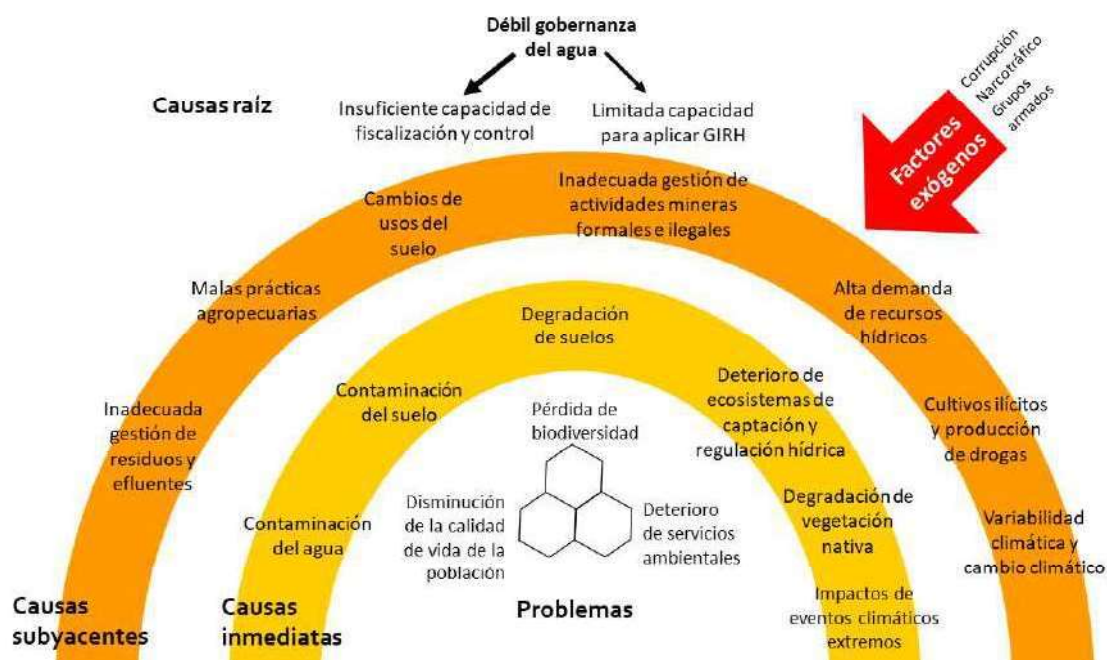 Débil gobernanza
del agua
Causas raíz
Insuficiente capacidad de
fiscalización y control
Limitada capacidad
para aplicar GIRH
Corrupción
Narcotráfico
Grupos
armados
Factores
exógenos
Cambios de
usos del
suelo
Inadecuada gestión de
actividades mineras
formales e ilegales
Malas prácticas
agropecuarias
Alta demanda
de recursos
hídricos
Inadecuada
gestión de
residuos y
efluentes
Cultivos ilícitos
y producción
de drogas
Variabilidad
climática y
cambio climático
Causas
subyacentes
Degradación
de suelos
Contaminación
del suelo
Deterioro de
ecosistemas de
captación y
regulación hídrica
Contaminación
del agua
Degradación de
vegetación
nativa
Impactos de
eventos climáticos
extremos
Causas
inmediatas
Pérdida de
biodiversidad
Disminución
de la calidad
de vida de la
población
Deterioro
de servicios
ambientales
Problemas